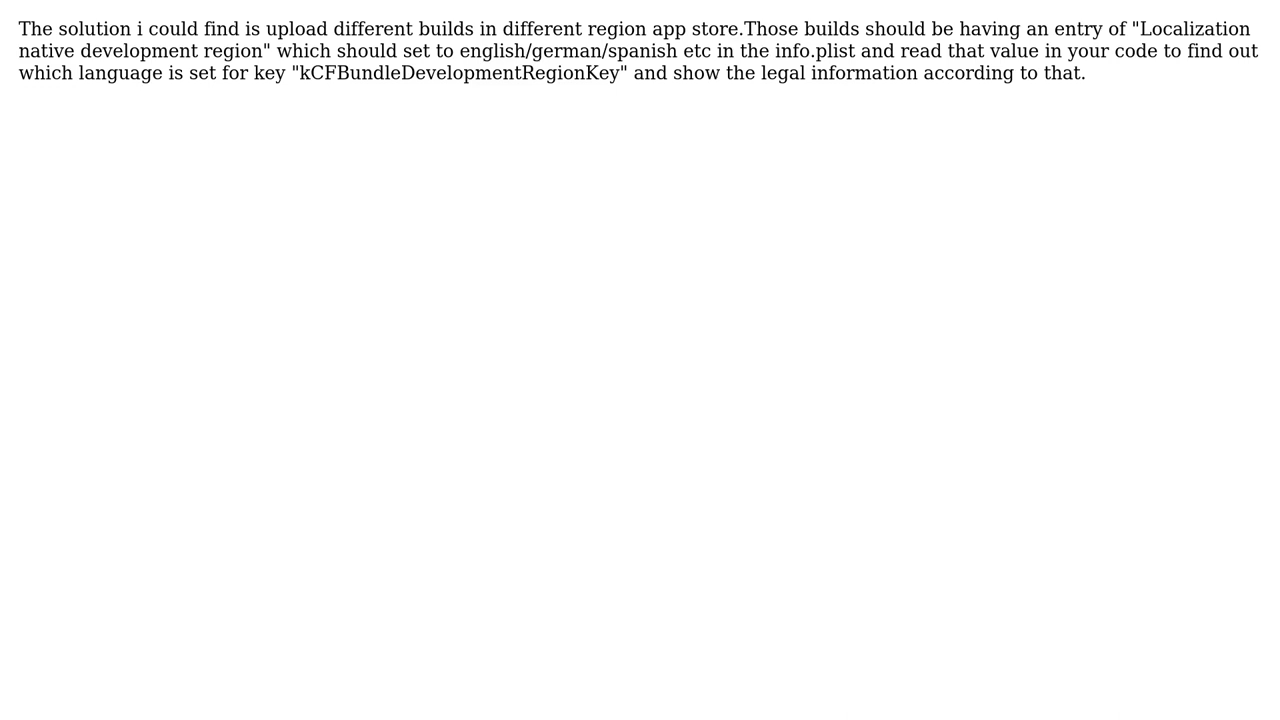 The solution i could find is upload different builds in different region app store.Those builds should be having an entry of "Localization
native development region" which should set to english/german/spanish etc in the info.plist and read that value in your code to find out
which language is set for key "kCFBundleDevelopmentRegionKey" and show the legal information according to that.